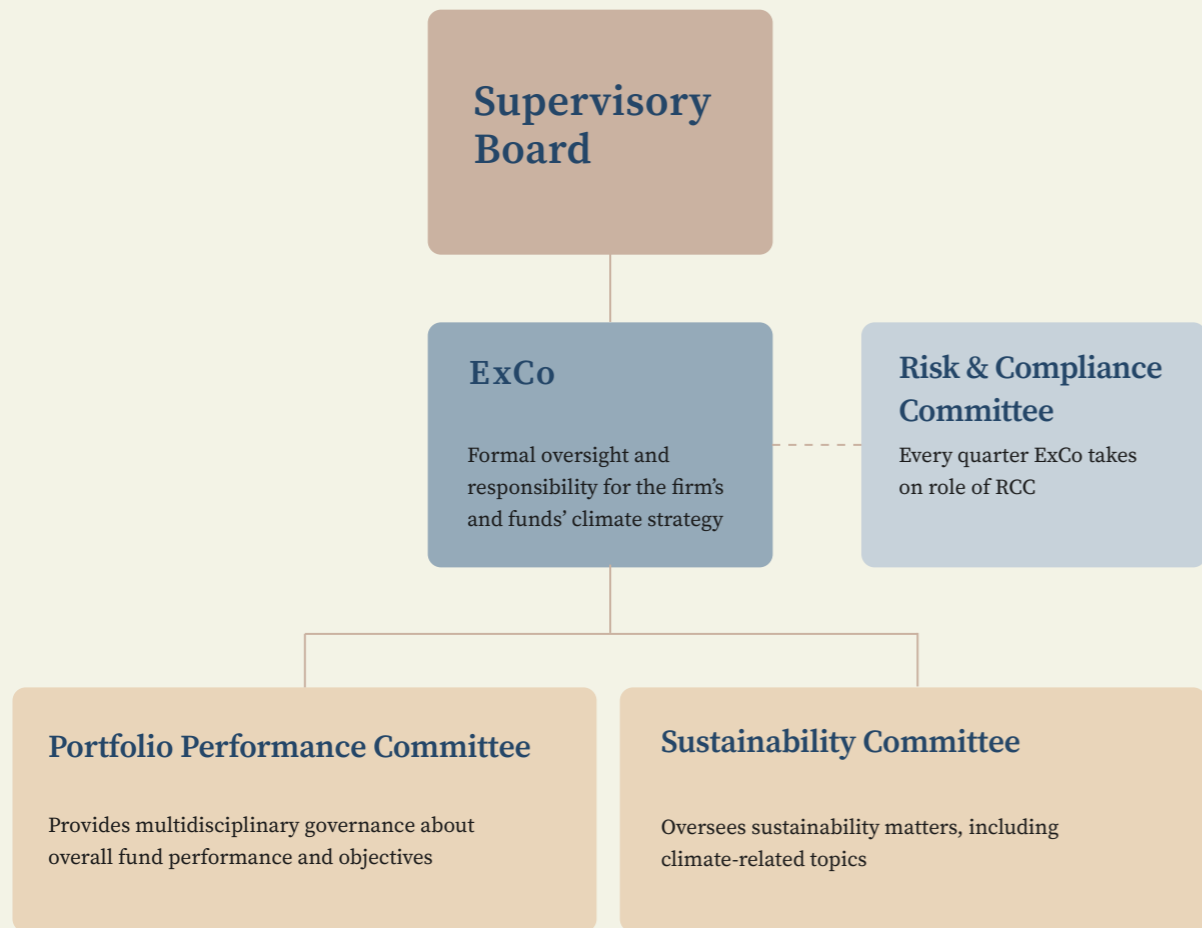 Supervisory
Board
ExCo
Formal oversight and
responsibility for the firm’s
and funds’ climate strategy
Risk & Compliance
Committee
Every quarter ExCo takes
on role of RCC
Portfolio Performance Committee
Provides multidisciplinary governance about
overall fund performance and objectives
Sustainability Committee
Oversees sustainability matters, including
climate-related topics